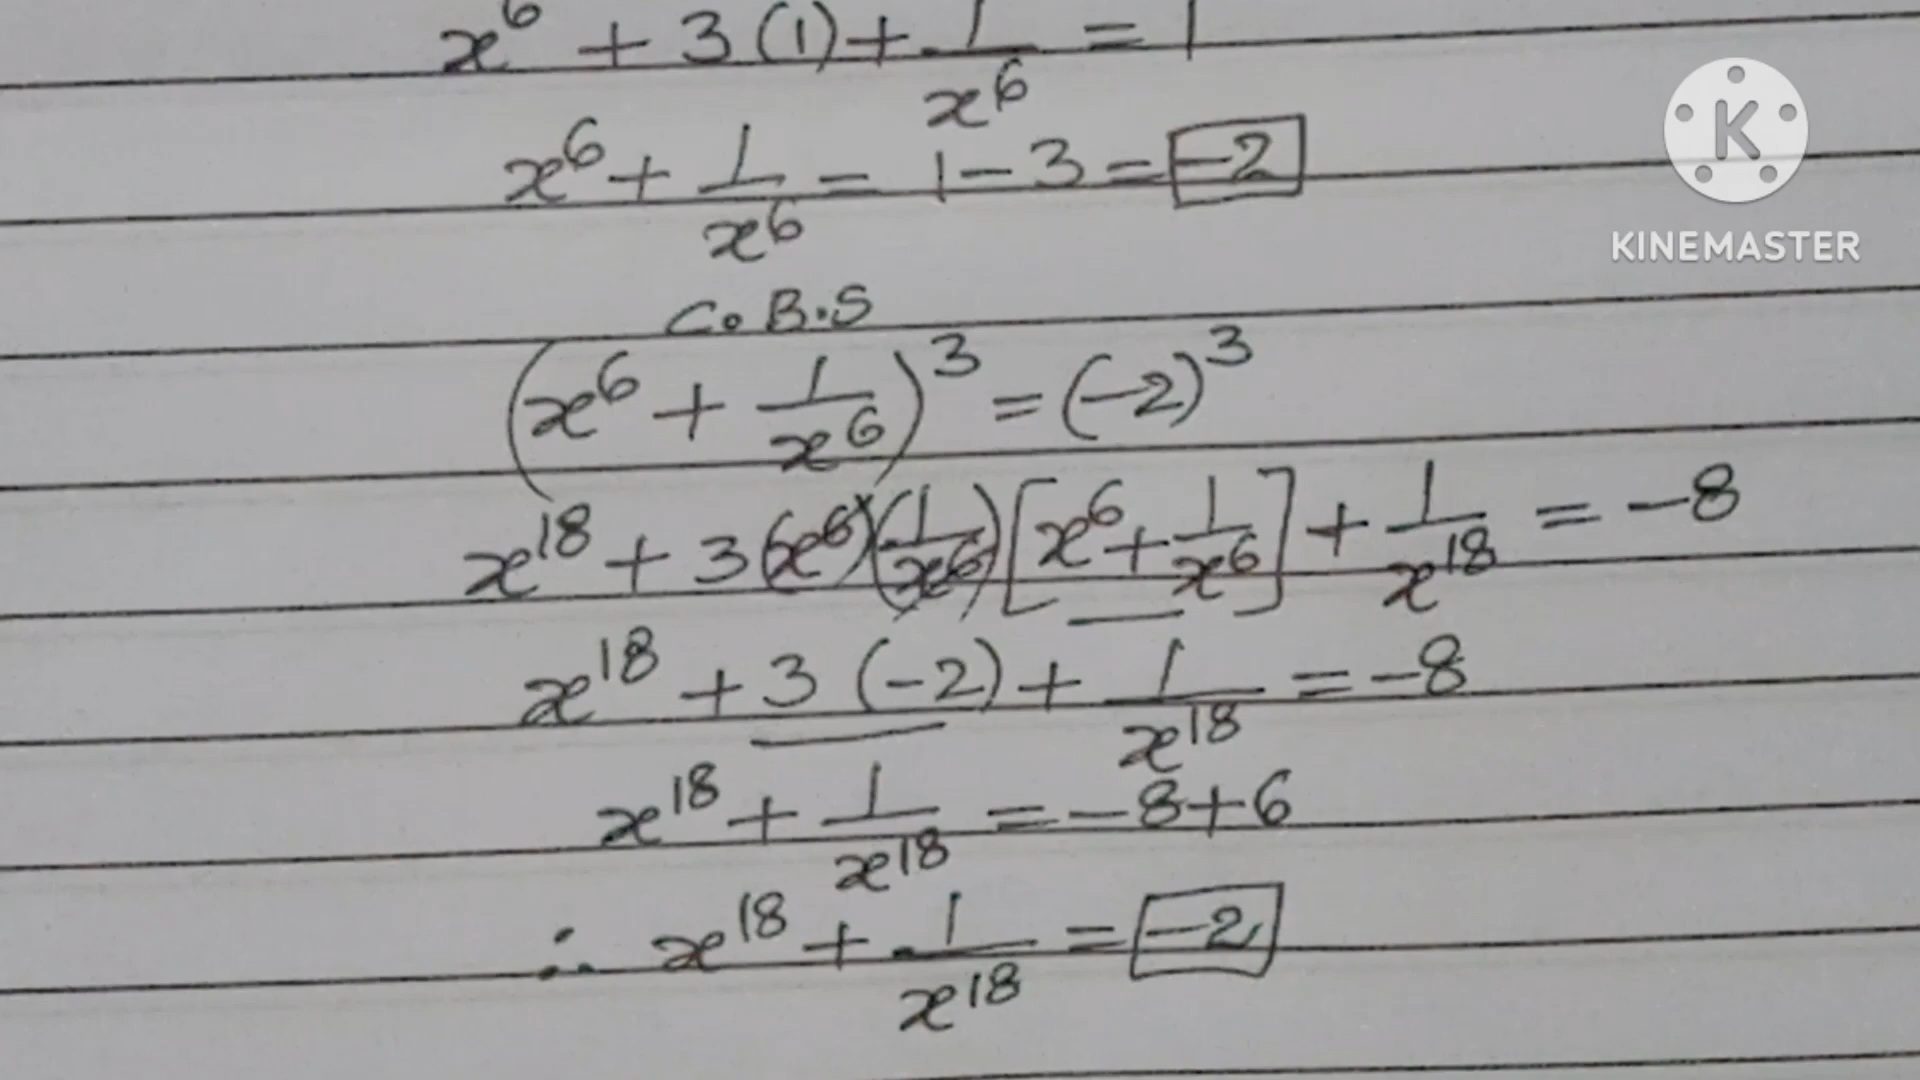 x⁶ + 3(1) + 1/x⁶ = 1
x⁶ + 1/x⁶ = 1 - 3 = -2
C.B.S
(x⁶ + 1/x⁶)³ = (-2)³
x¹⁸ + 3(x⁶)(1/x⁶)[x⁶ + 1/x⁶] + 1/x¹⁸ = -8
x¹⁸ + 3(-2) + 1/x¹⁸ = -8
x¹⁸ + 1/x¹⁸ = -8+6
∴ x¹⁸ + 1/x¹⁸ = -2
K
KINEMASTER